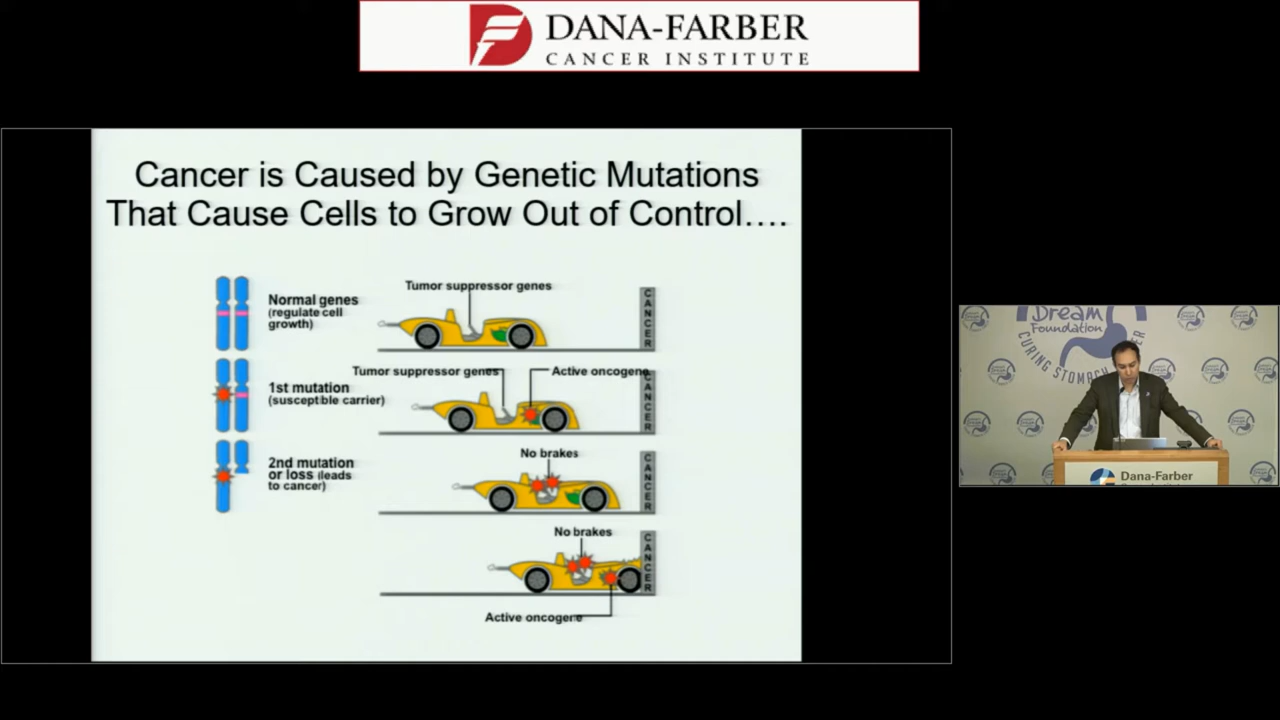 DANA-FARBER
CANCER INSTITUTE
Cancer is Caused by Genetic Mutations
That Cause Cells to Grow Out of Control....
Normal genes
(regulate cell
growth)
Tumor suppressor genes
CANCER
1st mutation
(susceptible carrier)
Tumor suppressor genes
Active oncogene
CANCER
2nd mutation
or loss (leads
to cancer)
No brakes
CANCER
No brakes
CANCER
Active oncogene
Dream
Foundation
CURING STOMACH
Dana-Farber